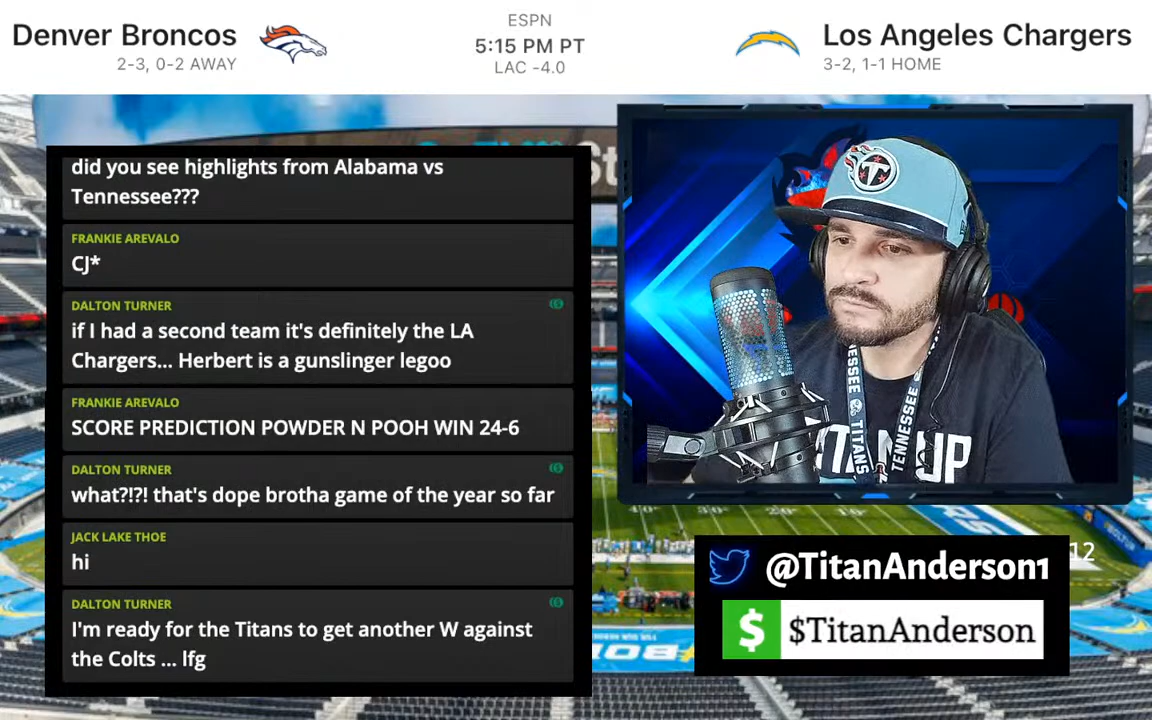 Denver Broncos
2-3, 0-2 AWAY
ESPN
5:15 PM PT
LAC -4.0
Los Angeles Chargers
3-2, 1-1 HOME
did you see highlights from Alabama vs
Tennessee???
FRANKIE AREVALO
CJ*
DALTON TURNER
if I had a second team it's definitely the LA
Chargers... Herbert is a gunslinger legoo
FRANKIE AREVALO
SCORE PREDICTION POWDER N POOH WIN 24-6
DALTON TURNER
what?!?! that's dope brotha game of the year so far
JACK LAKE THOE
hi
DALTON TURNER
I'm ready for the Titans to get another W against
the Colts ... lfg
T
TITANS
TENNESSEE
UP
12
@TitanAnderson1
$
$TitanAnderson